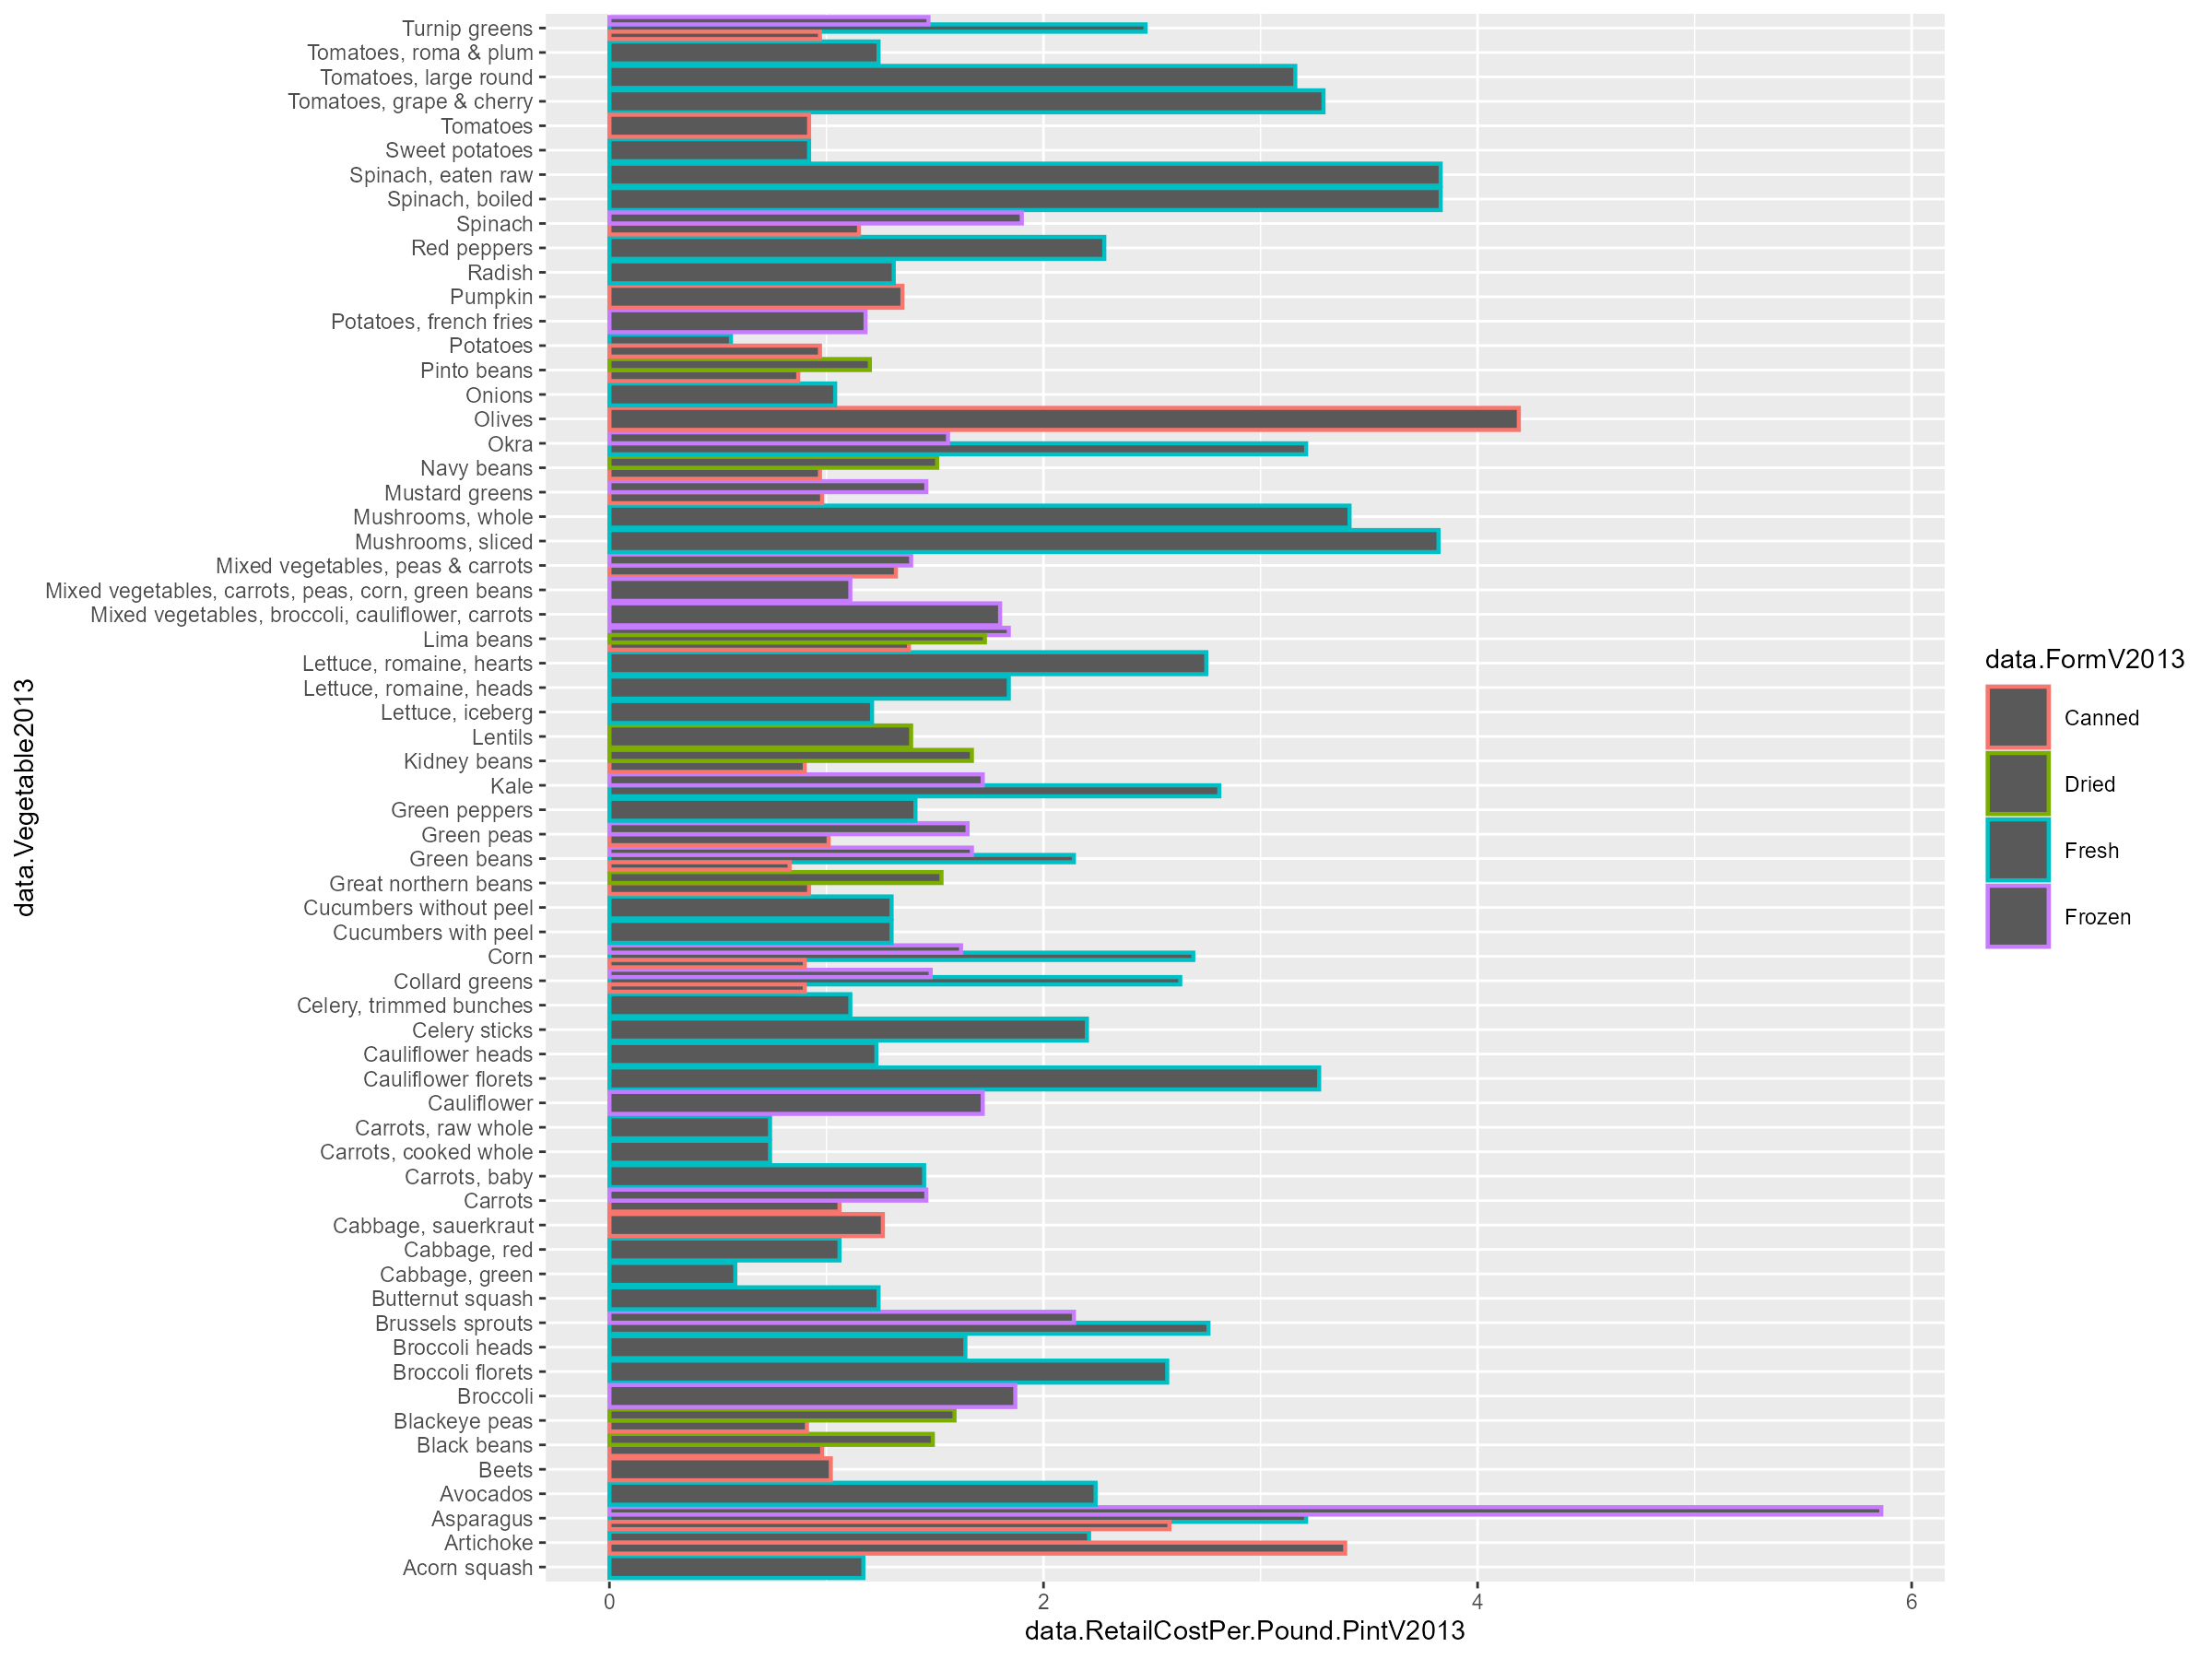 Turnip greens
Tomatoes, roma & plum
Tomatoes, large round
Tomatoes, grape & cherry
Tomatoes
Sweet potatoes
Spinach, eaten raw
Spinach, boiled
Spinach
Red peppers
Radish
Pumpkin
Potatoes, french fries
Potatoes
Pinto beans
Onions
Olives
Okra
Navy beans
Mustard greens
Mushrooms, whole
Mushrooms, sliced
Mixed vegetables, peas & carrots
Mixed vegetables, carrots, peas, corn, green beans
Mixed vegetables, broccoli, cauliflower, carrots
Lima beans
Lettuce, romaine, hearts
Lettuce, romaine, heads
Lettuce, iceberg
Lentils
Kidney beans
Kale
Green peppers
Green peas
Green beans
Great northern beans
Cucumbers without peel
Cucumbers with peel
Corn
Collard greens
Celery, trimmed bunches
Celery sticks
Cauliflower heads
Cauliflower florets
Cauliflower
Carrots, raw whole
Carrots, cooked whole
Carrots, baby
Carrots
Cabbage, sauerkraut
Cabbage, red
Cabbage, green
Butternut squash
Brussels sprouts
Broccoli heads
Broccoli florets
Broccoli
Blackeye peas
Black beans
Beets
Avocados
Asparagus
Artichoke
Acorn squash
data.Vegetable2013
0 2 4 6
data.RetailCostPer.Pound.PintV2013
data.FormV2013
Canned
Dried
Fresh
Frozen